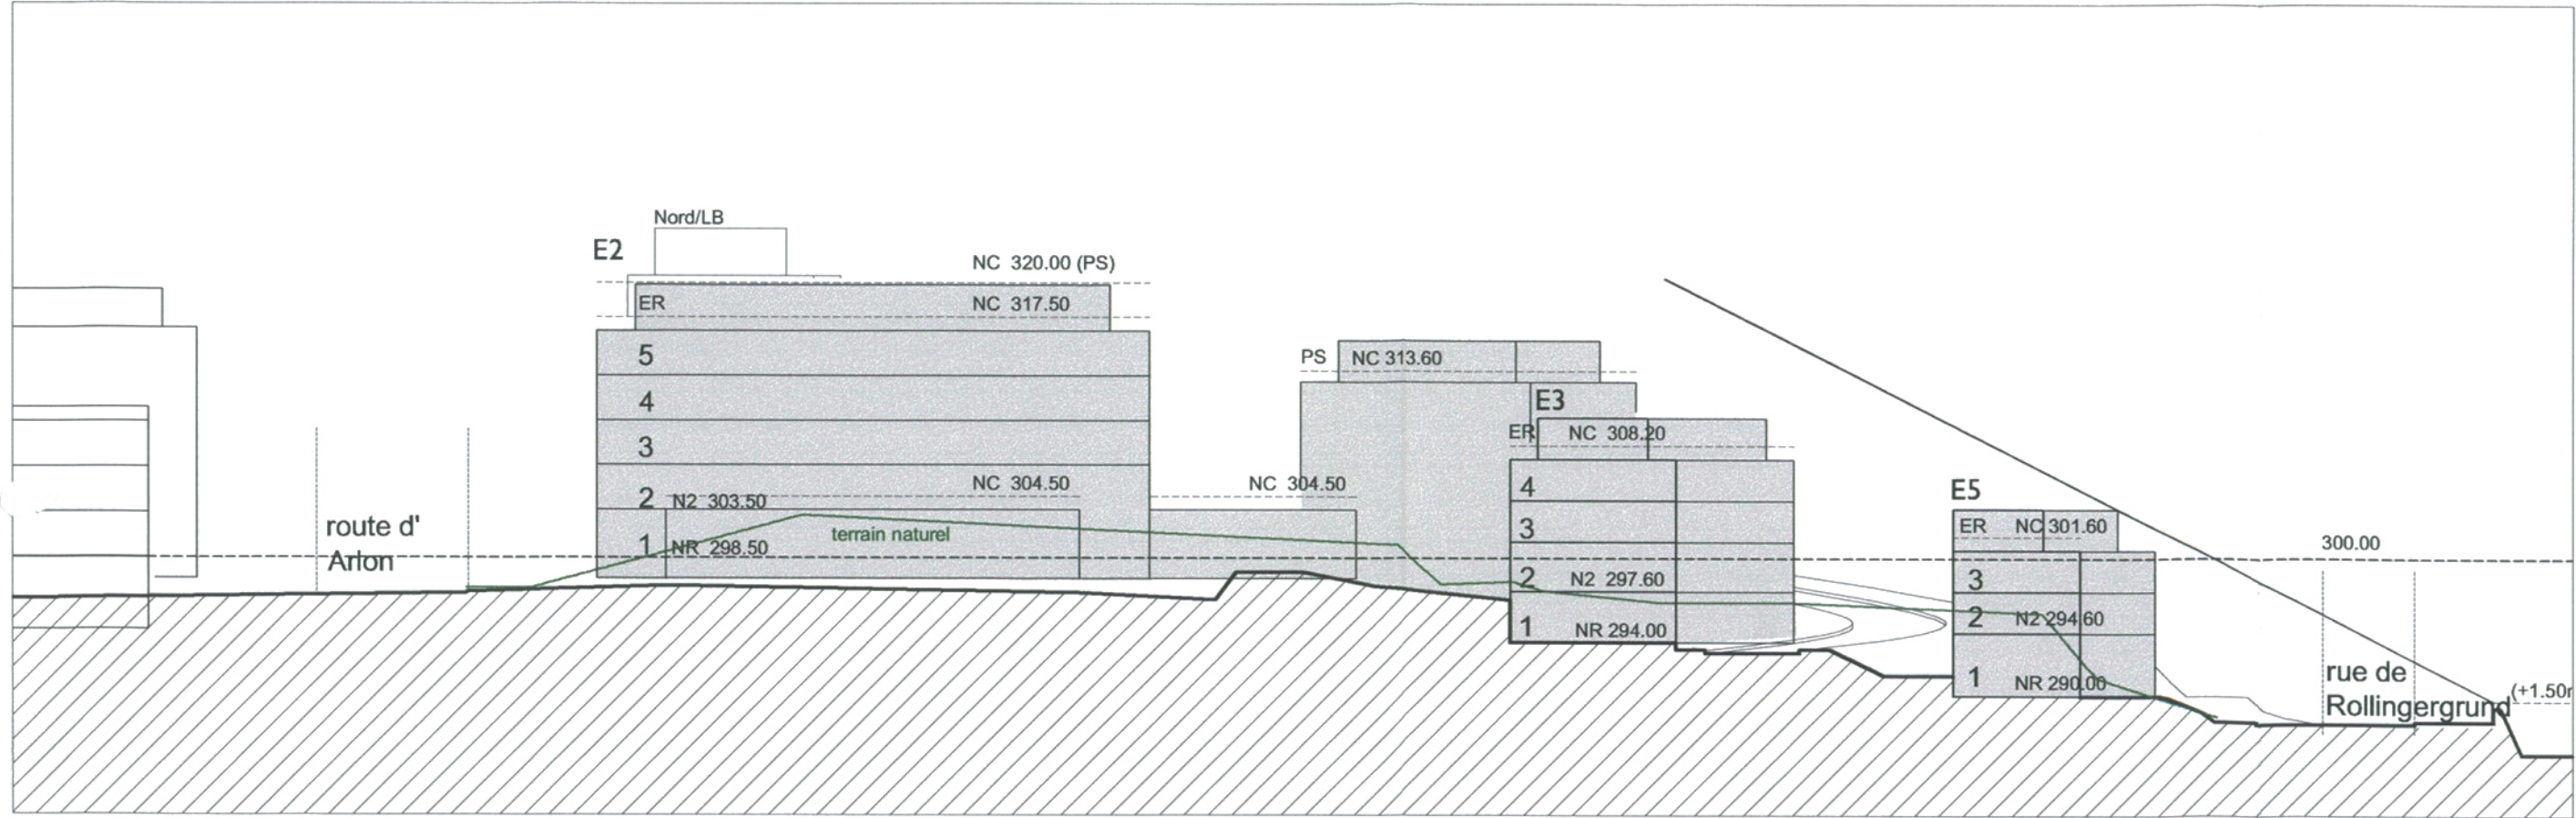 Nord/LB
E2
NC 320.00 (PS)
ER
NC 317.50
5
4
3
2
N2 303.50
NC 304.50
1
NR 298.50
terrain naturel
NC 304.50
route d'
Arlon
PS
NC 313.60
E3
ER
NC 308.20
4
3
2
N2 297.60
1
NR 294.00
E5
ER
NC 301.60
3
2
N2 294.60
1
NR 290.00
300.00
rue de
Rollingergrund
(+1.50